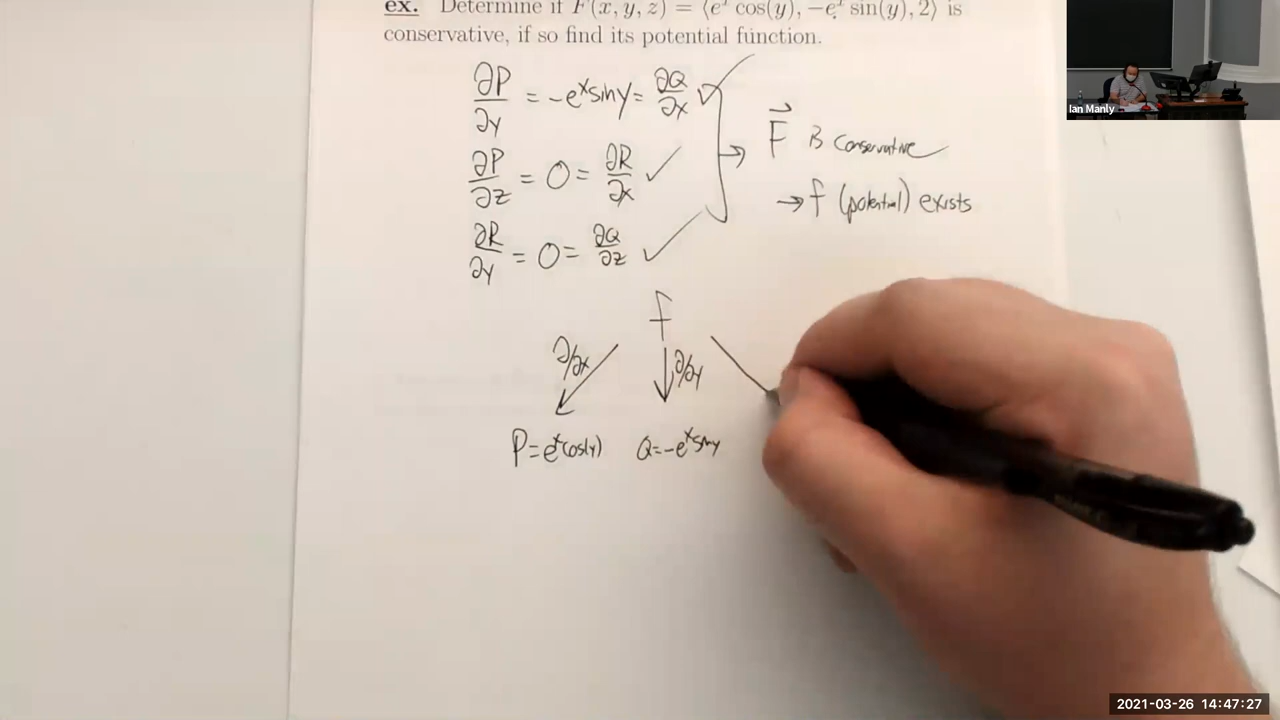 ex. Determine if F(x, y, z) = ⟨eˣ cos(y), −eˣ sin(y), 2⟩ is
conservative, if so find its potential function.
∂P/∂y = -eˣsiny = ∂Q/∂x ✓
∂P/∂z = 0 = ∂R/∂x ✓
∂R/∂y = 0 = ∂Q/∂z ✓
→ F⃗ is conservative
→ f (potential) exists
f
∂/∂x ∂/∂y
P=eˣcos(y) Q=-eˣsiny
Ian Manly
2021-03-26 14:47:27